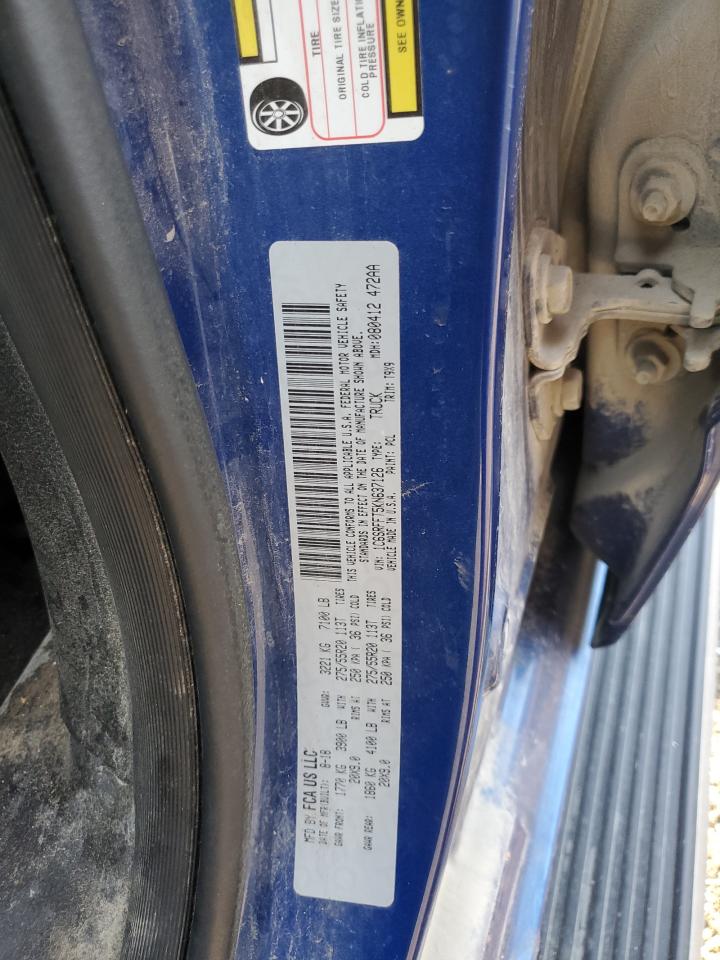 TIRE
ORIGINAL TIRE SIZE
COLD TIRE INFLA
PRESSURE
SEE OWN
MFD BY: FCA US LLC
DATE OF MFR(BUILT): 8-18 GVWR: 3221 KG 7100 LB
GAWR FRONT: 1770 KG 3900 LB WITH 275/55R20 113T TIRES
20X9.0 RIMS AT 250 KPA ( 36 PSI) COLD
GAWR REAR: 1860 KG 4100 LB WITH 275/55R20 113T TIRES
20X9.0 RIMS AT 250 KPA ( 36 PSI) COLD
THIS VEHICLE CONFORMS TO ALL APPLICABLE U.S.A. FEDERAL MOTOR VEHICLE SAFETY
STANDARDS IN EFFECT ON THE DATE OF MANUFACTURE SHOWN ABOVE.
VIN: 1C6SRFFT5KN637126 TYPE: TRUCK MDH:080412 472AA
VEHICLE MADE IN U.S.A. PAINT: PCL TRIM: T9X9